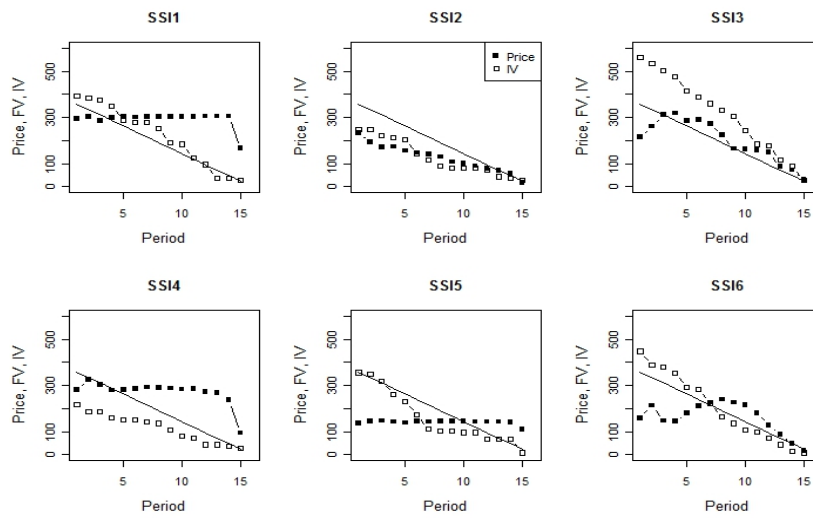 SSI1
Price, FV, IV
0 100 300 500
5 10 15
Period
SSI2
Price
IV
Price, FV, IV
0 100 300 500
5 10 15
Period
SSI3
Price, FV, IV
0 100 300 500
5 10 15
Period
SSI4
Price, FV, IV
0 100 300 500
5 10 15
Period
SSI5
Price, FV, IV
0 100 300 500
5 10 15
Period
SSI6
Price, FV, IV
0 100 300 500
5 10 15
Period